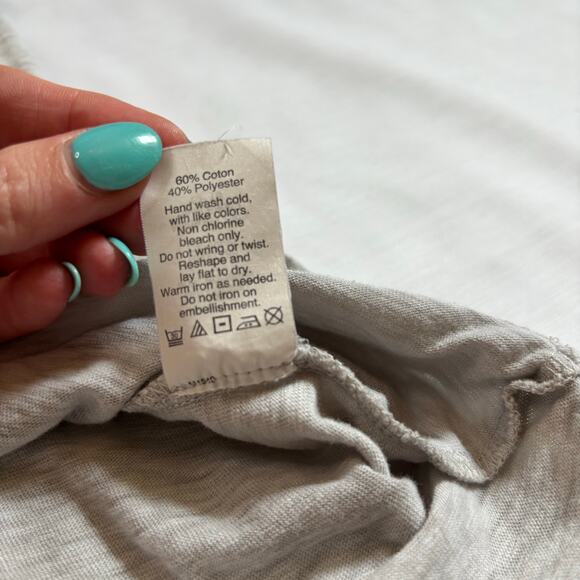 60% Coton
40% Polyester
Hand wash cold,
with like colors.
Non chlorine
bleach only.
Do not wring or twist.
Reshape and
lay flat to dry.
Warm iron as needed.
Do not iron on
embellishment.